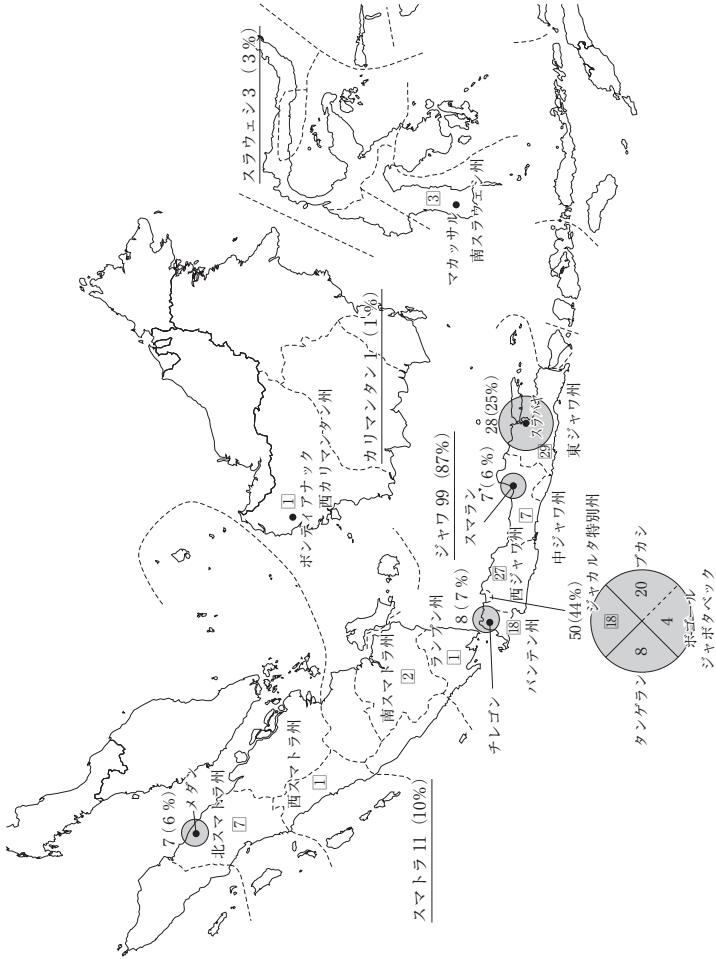 スラウェシ 3 (3%)
3
マカッサル
南スラウェシ州
カリマンタン 1 (1%)
1
ポンティアナック
西カリマンタン州
ジャワ 99 (87%)
28(25%)
スラバヤ
29
東ジャワ州
7 (6%)
スマラン
7
中ジャワ州
27
西ジャワ州
ジャカルタ特別州
50(44%)
18
20
4
8
ブカシ
ボゴール
タンゲラン
ジャボタベック
8 (7%)
チレゴン
18
バンテン州
スマトラ 11 (10%)
7 (6%)
メダン
北スマトラ州
7
西スマトラ州
1
南スマトラ州
2
ランプン州
1